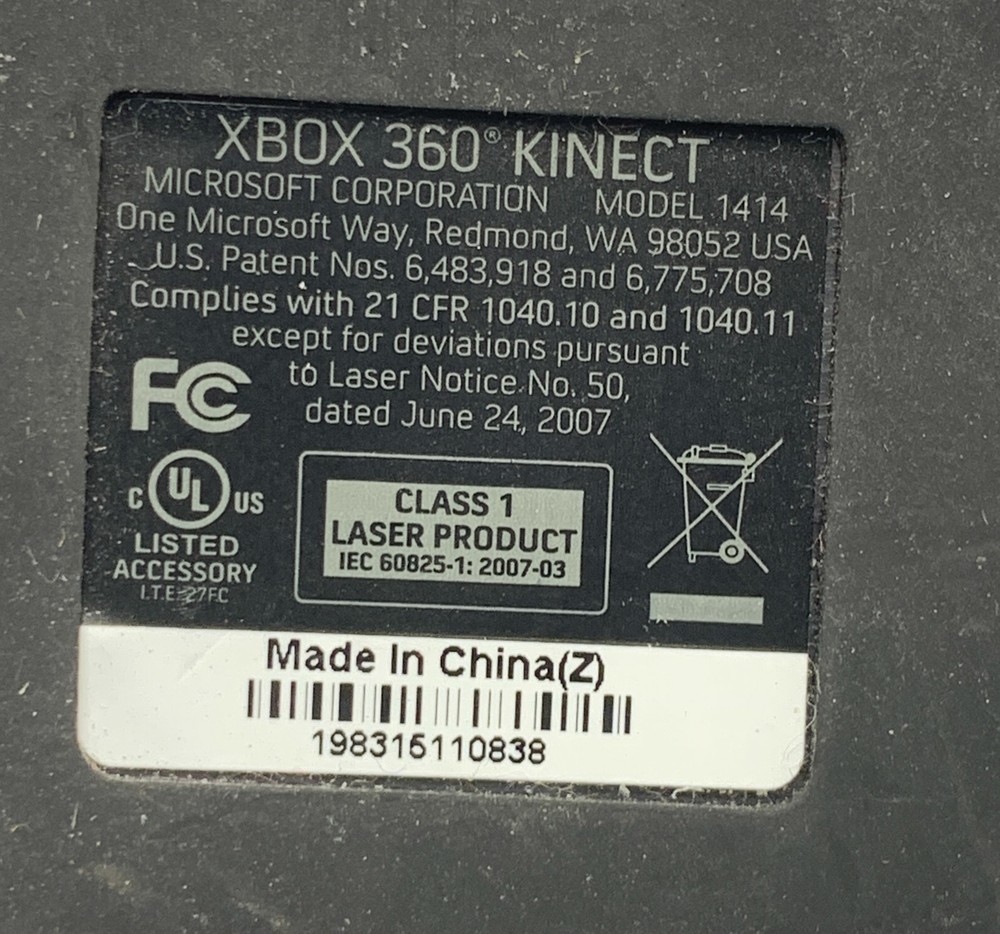 XBOX 360® KINECT
MICROSOFT CORPORATION MODEL 1414
One Microsoft Way, Redmond, WA 98052 USA
U.S. Patent Nos. 6,483,918 and 6,775,708
Complies with 21 CFR 1040.10 and 1040.11
except for deviations pursuant
to Laser Notice No. 50,
dated June 24, 2007
FC
C UL US
LISTED
ACCESSORY
I.T.E. 27FC
CLASS 1
LASER PRODUCT
IEC 60825-1: 2007-03
Made In China(Z)
198315110838